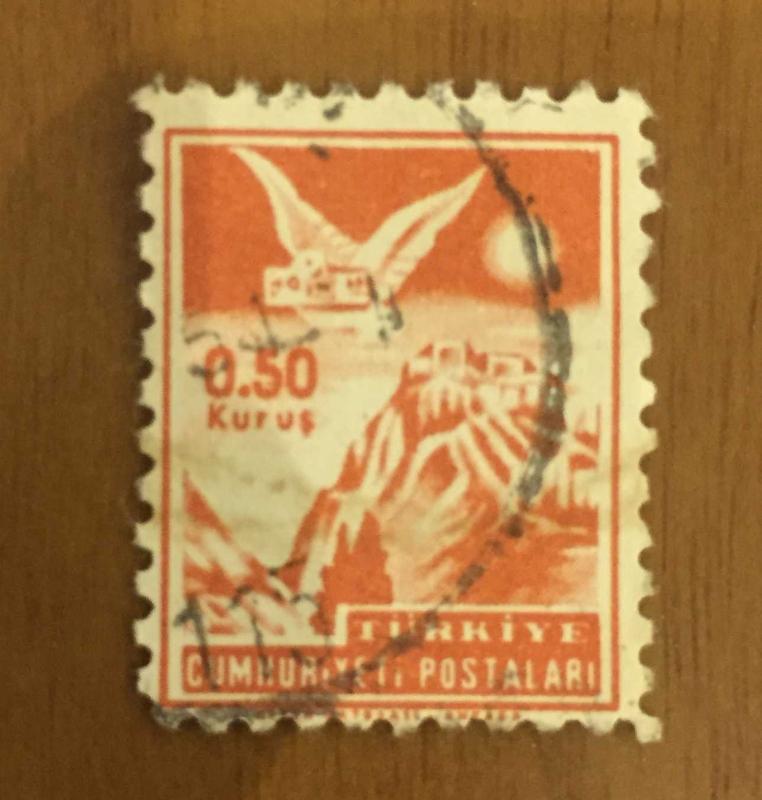 0.50
Kuruş
TÜRKİYE
CUMHURİYETİ POSTALARI